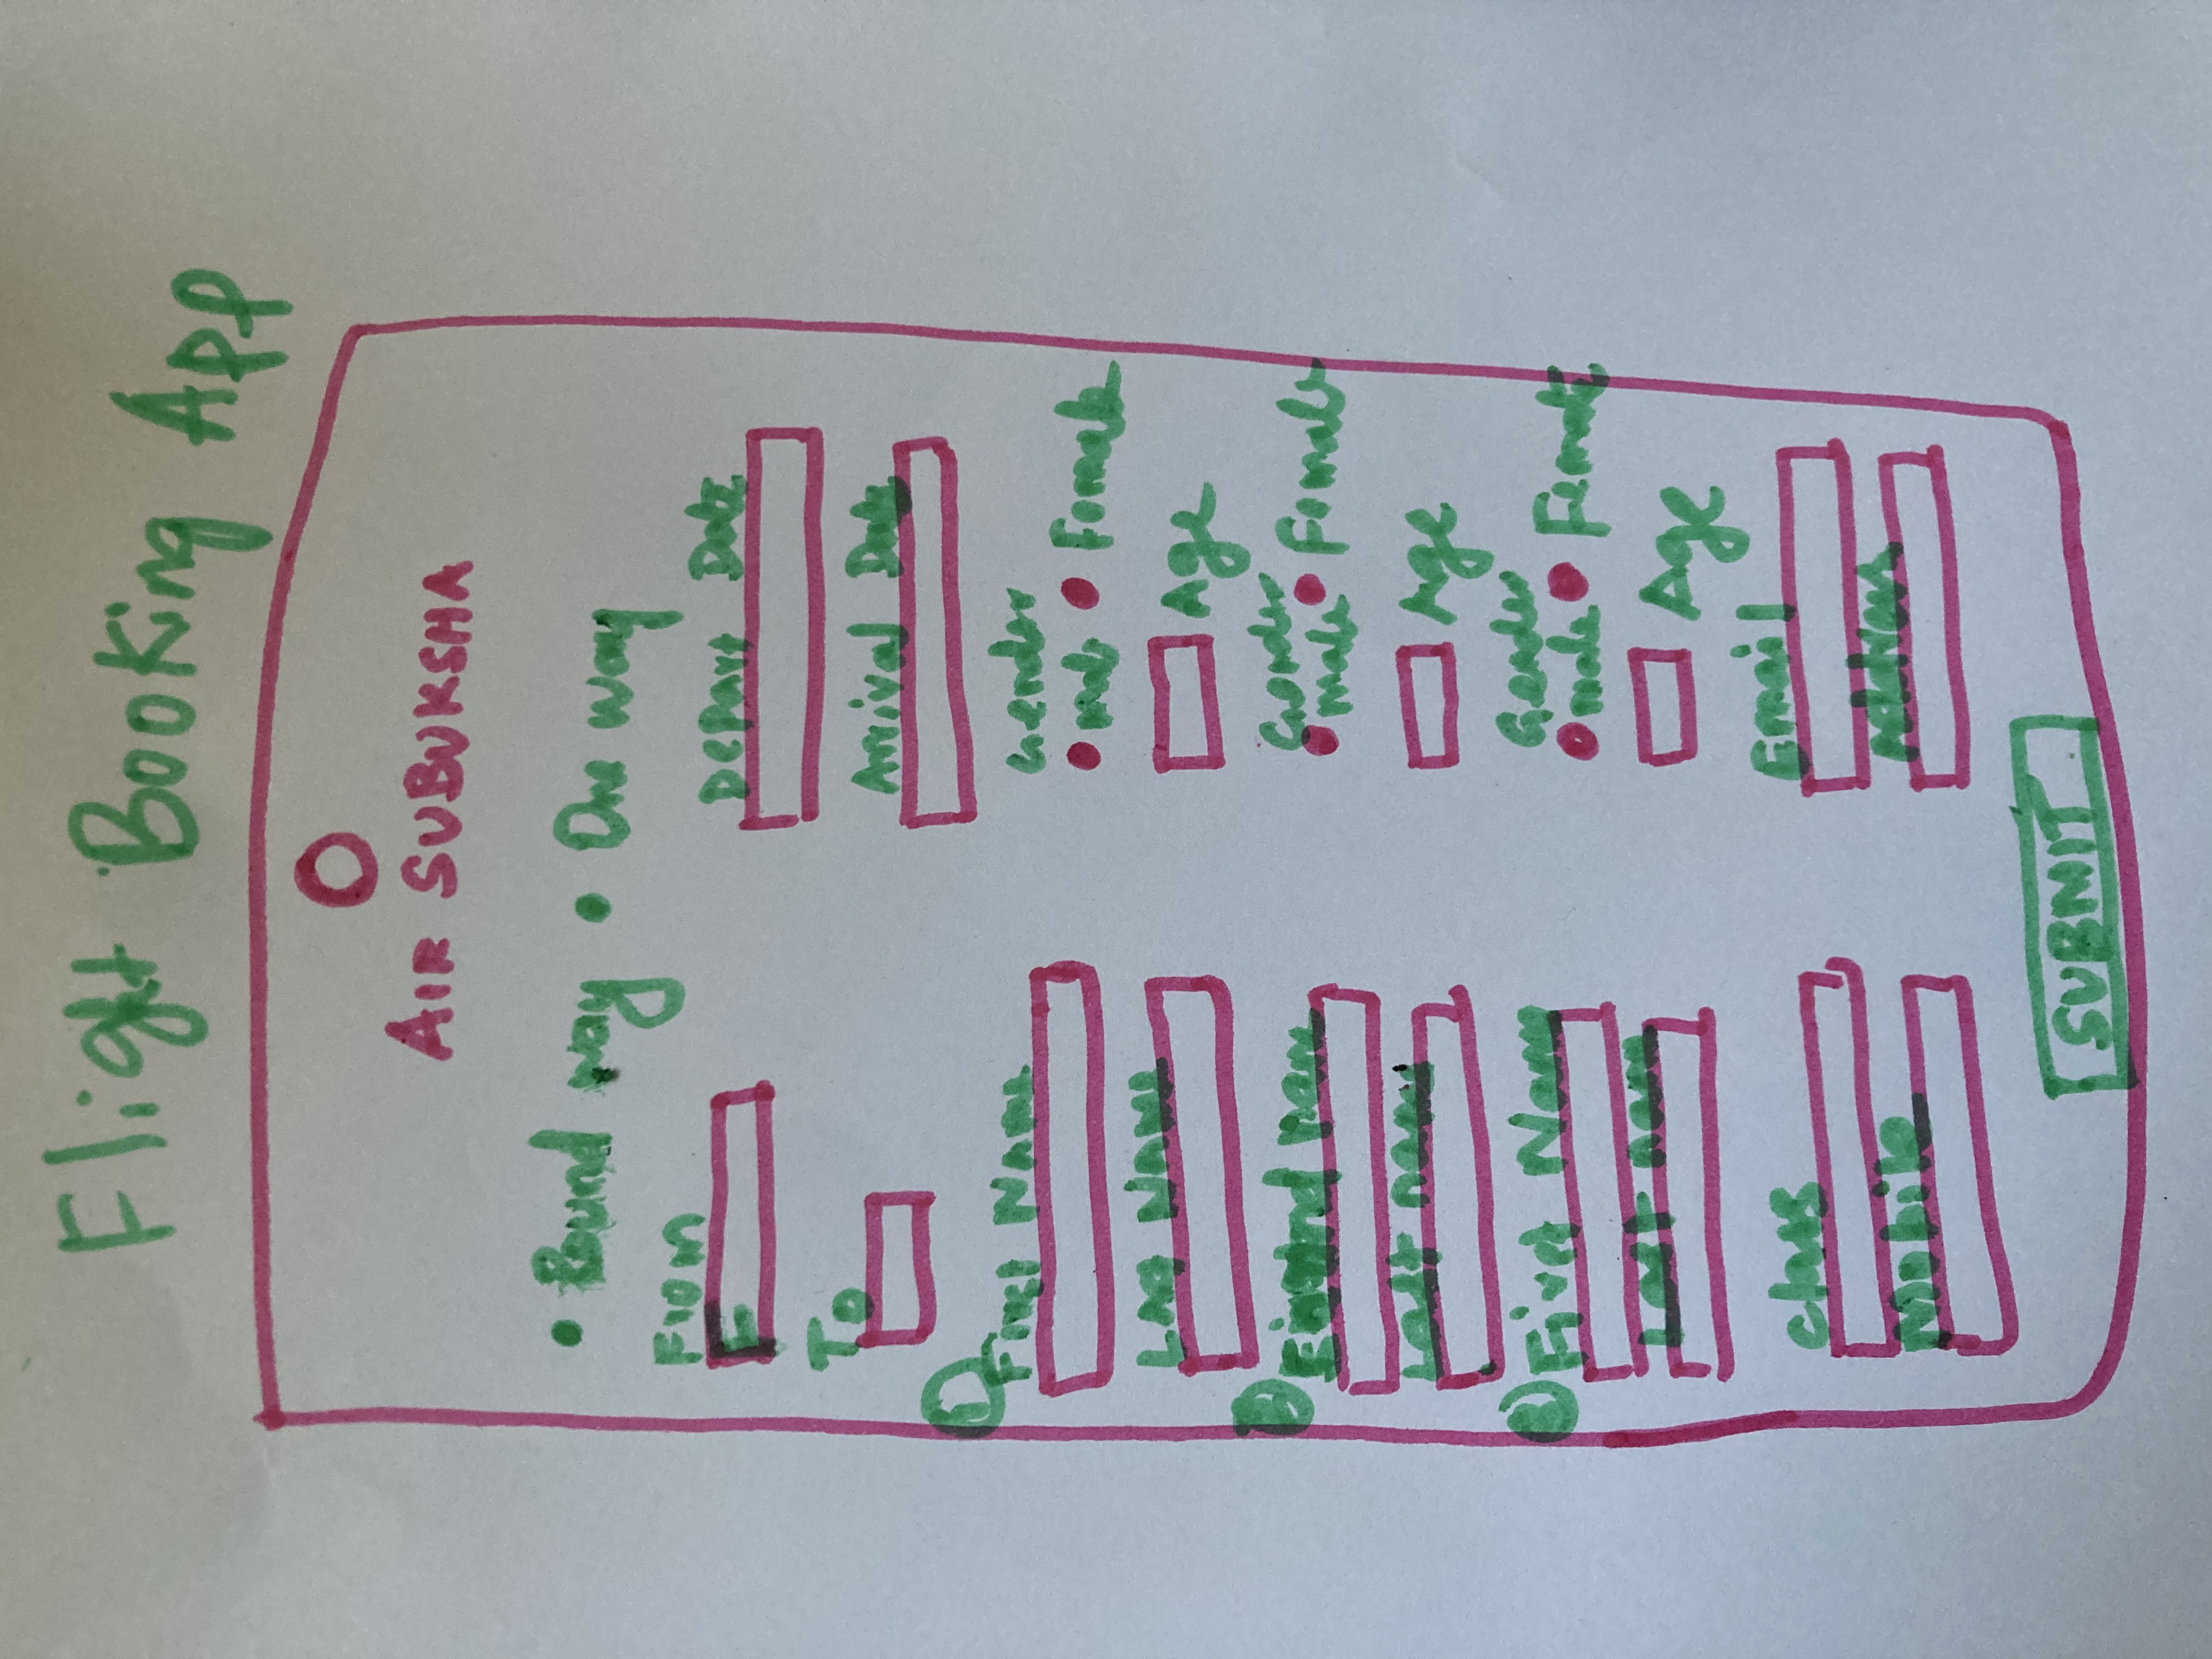 Flight Booking App
AIR SUBUKSHA
• Round way • One way
From
F
Depart Date
To
Arrival Date
1
First Name
Gender
male Female
Last Name
Age
2
name
Gender
male Female
Last name
Age
3
First Name
Gender
male Female
Last name
Age
Class
Email
Mobile
Address
SUBMIT